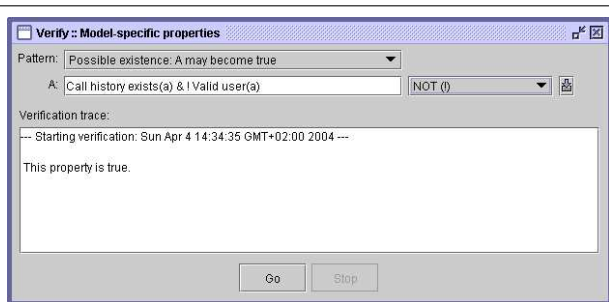 Verify :: Model-specific properties
Pattern: Possible existence: A may become true
A: Call history exists(a) & ! Valid user(a) NOT (!)
Verification trace:
--- Starting verification: Sun Apr 4 14:34:35 GMT+02:00 2004 ---
This property is true.
Go Stop